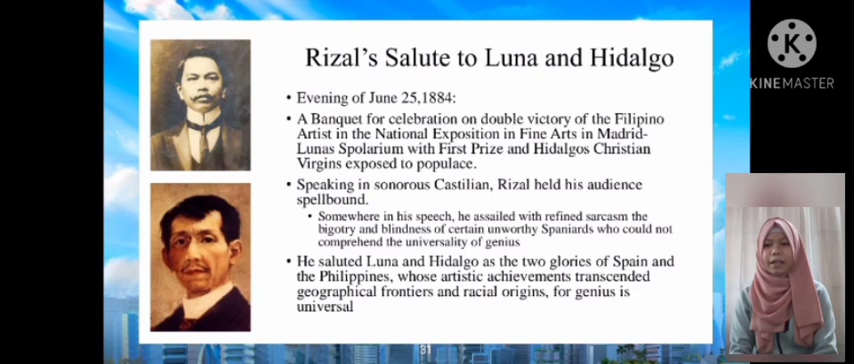 Rizal's Salute to Luna and Hidalgo
• Evening of June 25,1884:
• A Banquet for celebration on double victory of the Filipino
Artist in the National Exposition in Fine Arts in Madrid-
Lunas Spolarium with First Prize and Hidalgos Christian
Virgins exposed to populace.
• Speaking in sonorous Castilian, Rizal held his audience
spellbound.
• Somewhere in his speech, he assailed with refined sarcasm the
bigotry and blindness of certain unworthy Spaniards who could not
comprehend the universality of genius
• He saluted Luna and Hidalgo as the two glories of Spain and
the Philippines, whose artistic achievements transcended
geographical frontiers and racial origins, for genius is
universal
31
K
KINEMASTER